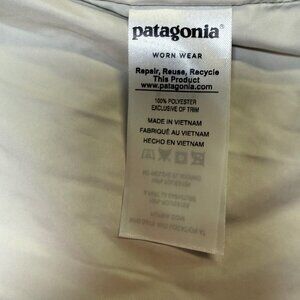 patagonia®
WORN WEAR
Repair, Reuse, Recycle
This Product
www.patagonia.com
100% POLYESTER
EXCLUSIVE OF TRIM
MADE IN VIETNAM
FABRIQUÉ AU VIETNAM
HECHO EN VIETNAM